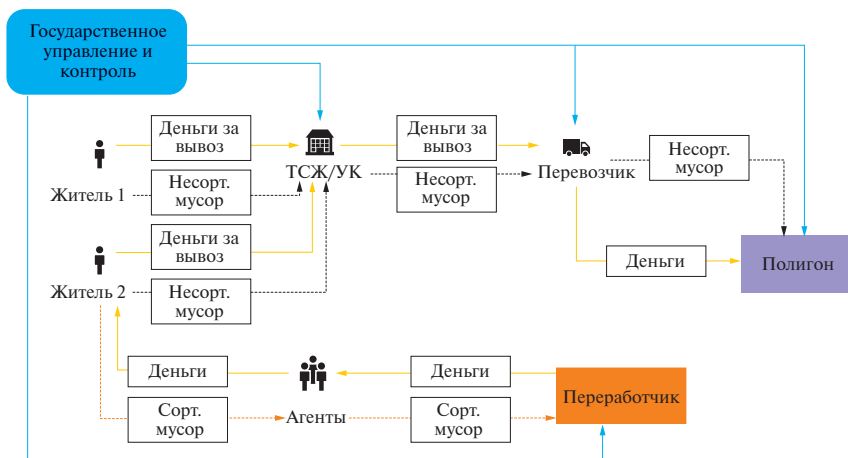 Государственное
управление и
контроль
Деньги за
вывоз
Деньги за
вывоз
Несорт.
мусор
Житель 1
Несорт.
мусор
ТСЖ/УК
Несорт.
мусор
Перевозчик
Деньги за
вывоз
Деньги
Полигон
Житель 2
Несорт.
мусор
Деньги
Деньги
Переработчик
Сорт.
мусор
Агенты
Сорт.
мусор